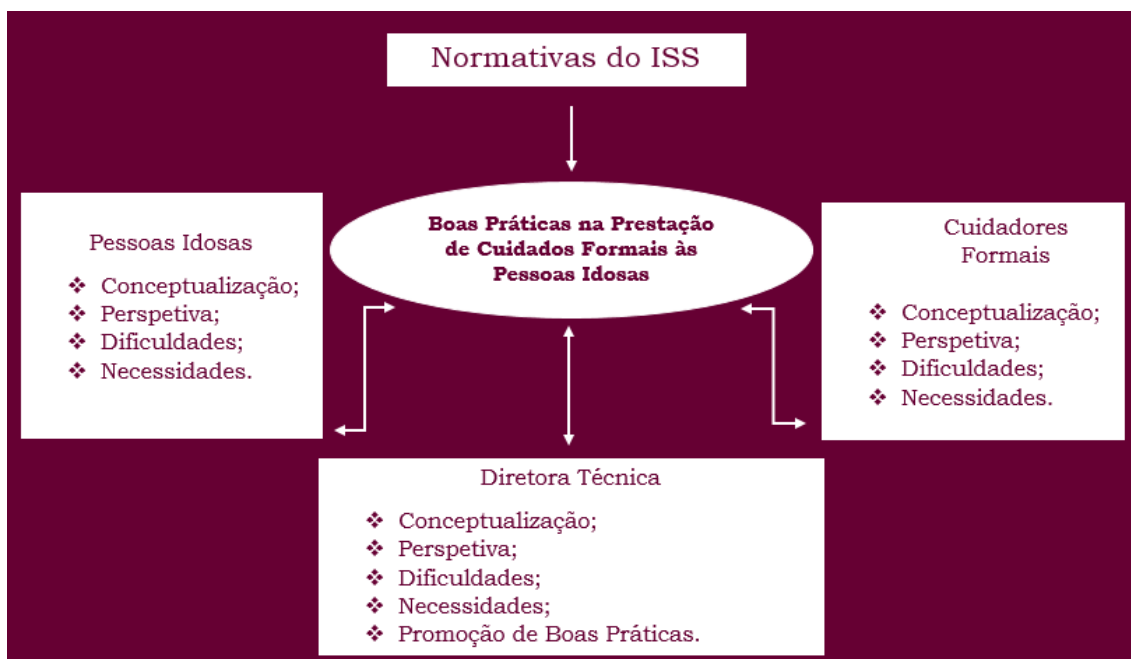 Normativas do ISS
Boas Práticas na Prestação
de Cuidados Formais às
Pessoas Idosas
Pessoas Idosas
❖ Conceptualização;
❖ Perspetiva;
❖ Dificuldades;
❖ Necessidades.
Cuidadores
Formais
❖ Conceptualização;
❖ Perspetiva;
❖ Dificuldades;
❖ Necessidades.
Diretora Técnica
❖ Conceptualização;
❖ Perspetiva;
❖ Dificuldades;
❖ Necessidades;
❖ Promoção de Boas Práticas.